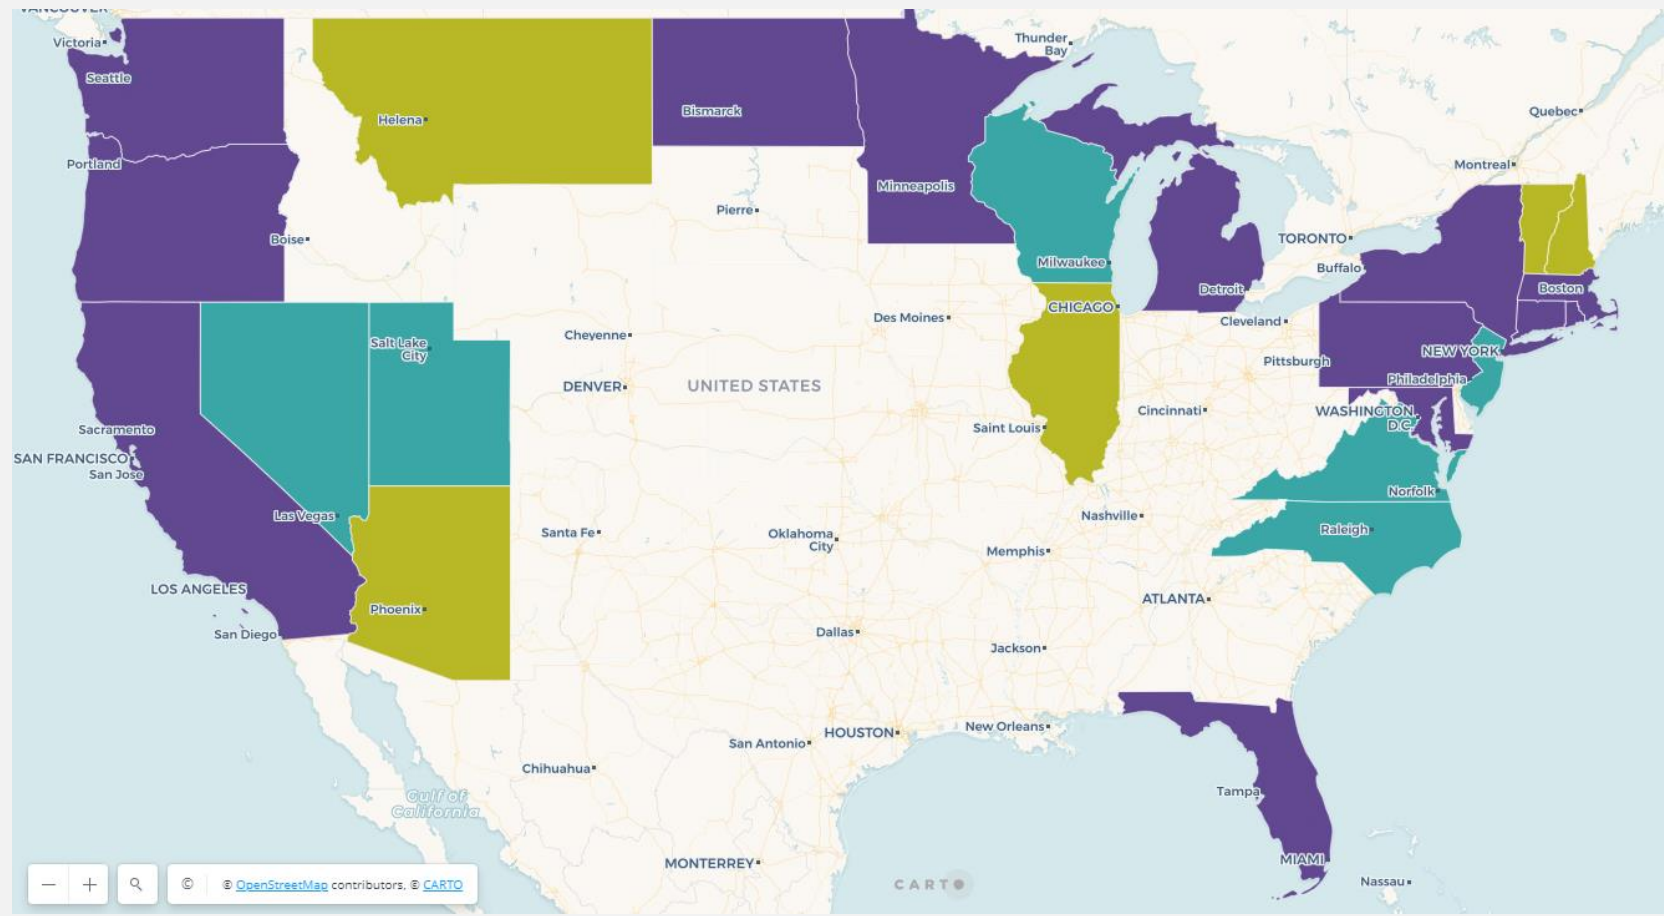 VANCOUVER
Victoria
Thunder
Bay
Seattle
Quebec
Bismarck
Helena
Portland
Montreal
Minneapolis
Pierre
Boise
TORONTO
Milwaukee
Buffalo
Detroit
Boston
CHICAGO
Des Moines
Cleveland
Cheyenne
Salt Lake
City
NEW YORK
Pittsburgh
DENVER
UNITED STATES
Philadelphia
Cincinnati
WASHINGTON,
D.C.
Sacramento
Saint Louis
SAN FRANCISCO
San Jose
Norfolk
Las Vegas
Nashville
Santa Fe
Oklahoma
City
Raleigh
Memphis
LOS ANGELES
ATLANTA
Phoenix
San Diego
Dallas
Jackson
New Orleans
HOUSTON
San Antonio
Chihuahua
Tampa
Gulf of
California
MIAMI
MONTERREY
Nassau
CARTO
− + © © OpenStreetMap contributors, © CARTO